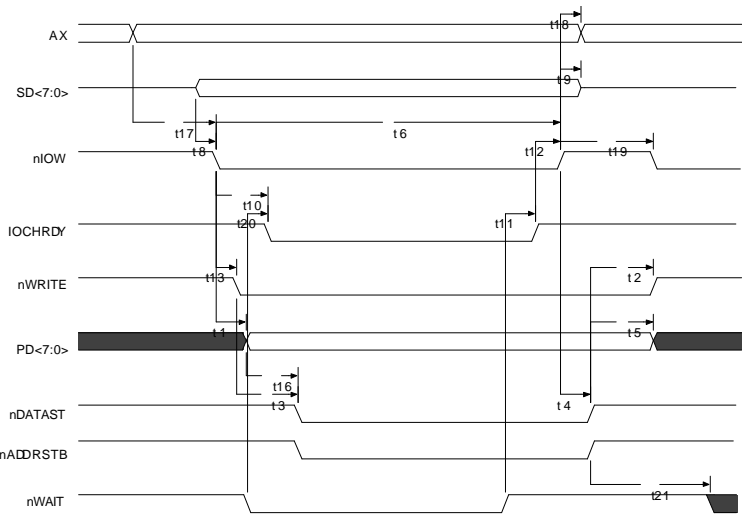 t18
AX
t9
SD<7:0>
t17
t6
t8
t12
t19
nIOW
t10
t20
t11
IOCHRDY
t13
t2
nWRITE
t1
t5
PD<7:0>
t16
t3
t4
nDATAST
nADDRSTB
t21
nWAIT